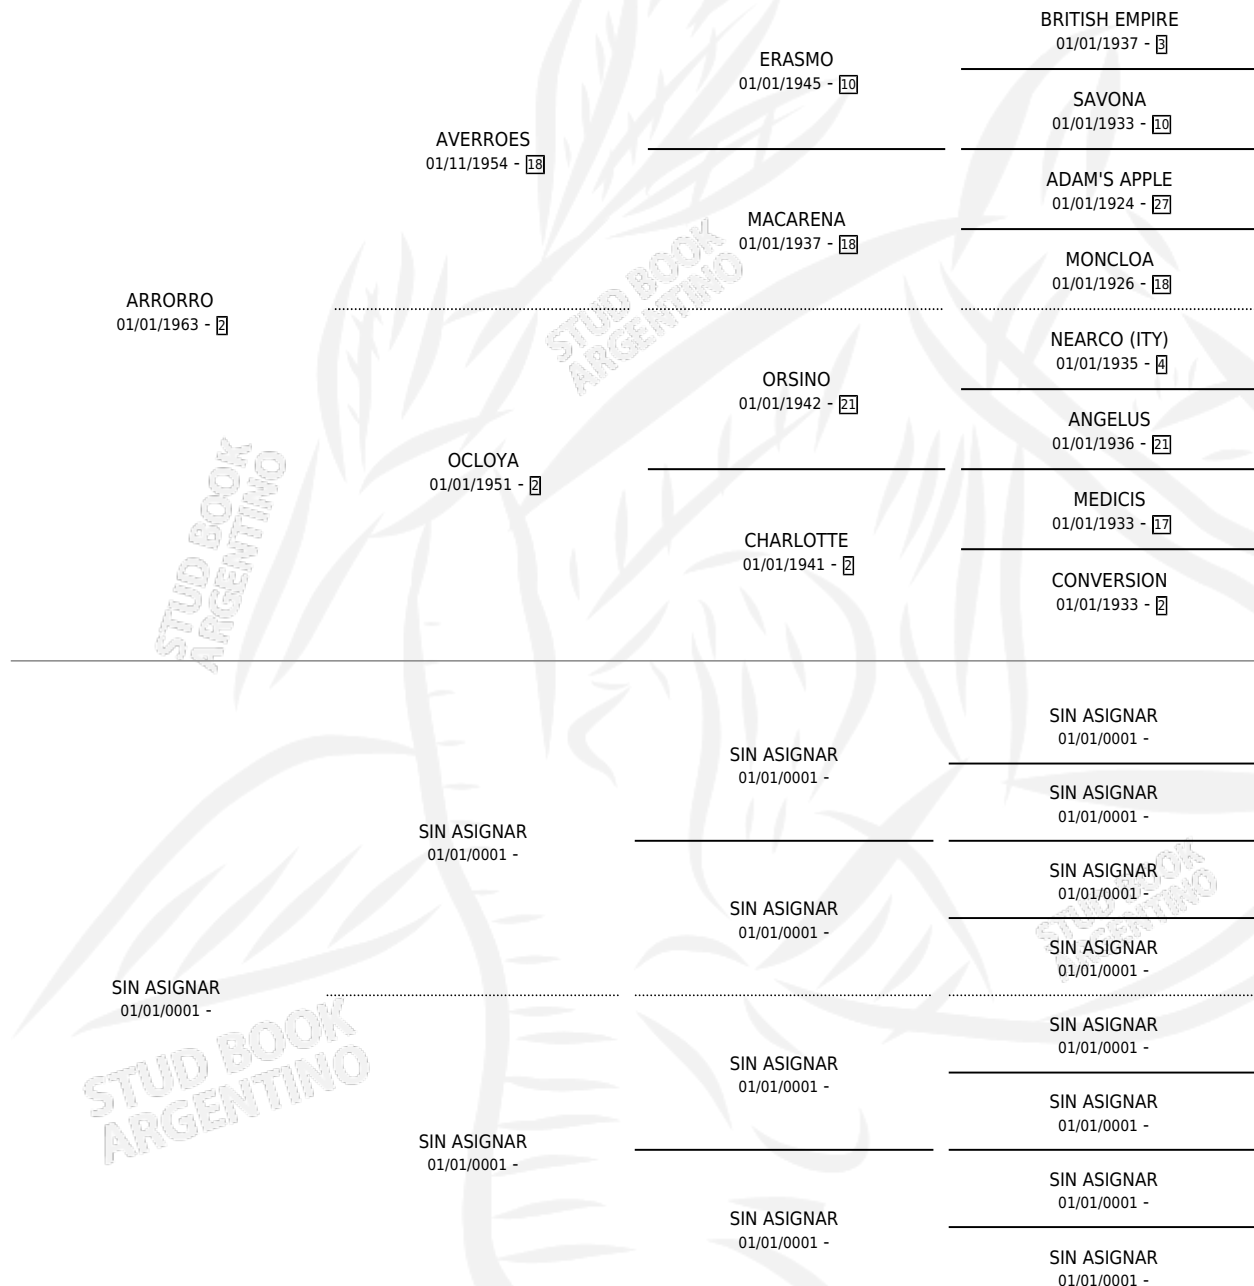 BRITISH EMPIRE
01/01/1937 - 3
ERASMO
01/01/1945 - 10
SAVONA
01/01/1933 - 10
AVERROES
01/11/1954 - 18
ADAM'S APPLE
01/01/1924 - 27
MACARENA
01/01/1937 - 18
MONCLOA
01/01/1926 - 18
ARRORRO
01/01/1963 - 2
NEARCO (ITY)
01/01/1935 - 4
ORSINO
01/01/1942 - 21
ANGELUS
01/01/1936 - 21
OCLOYA
01/01/1951 - 2
MEDICIS
01/01/1933 - 17
CHARLOTTE
01/01/1941 - 2
CONVERSION
01/01/1933 - 2
STUD BOOK
ARGENTINO
STUD BOOK
ARGENTINO
SIN ASIGNAR
01/01/0001 -
SIN ASIGNAR
01/01/0001 -
SIN ASIGNAR
01/01/0001 -
SIN ASIGNAR
01/01/0001 -
SIN ASIGNAR
01/01/0001 -
SIN ASIGNAR
01/01/0001 -
SIN ASIGNAR
01/01/0001 -
SIN ASIGNAR
01/01/0001 -
SIN ASIGNAR
01/01/0001 -
SIN ASIGNAR
01/01/0001 -
SIN ASIGNAR
01/01/0001 -
SIN ASIGNAR
01/01/0001 -
SIN ASIGNAR
01/01/0001 -
SIN ASIGNAR
01/01/0001 -
SIN ASIGNAR
01/01/0001 -
STUD BOOK
ARGENTINO
STUD BOOK
ARGENTINO